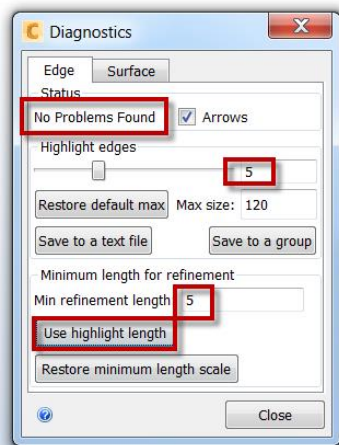 Diagnostics
Edge Surface
Status
No Problems Found Arrows
Highlight edges
5
Restore default max Max size: 120
Save to a text file Save to a group
Minimum length for refinement
Min refinement length 5
Use highlight length
Restore minimum length scale
Close